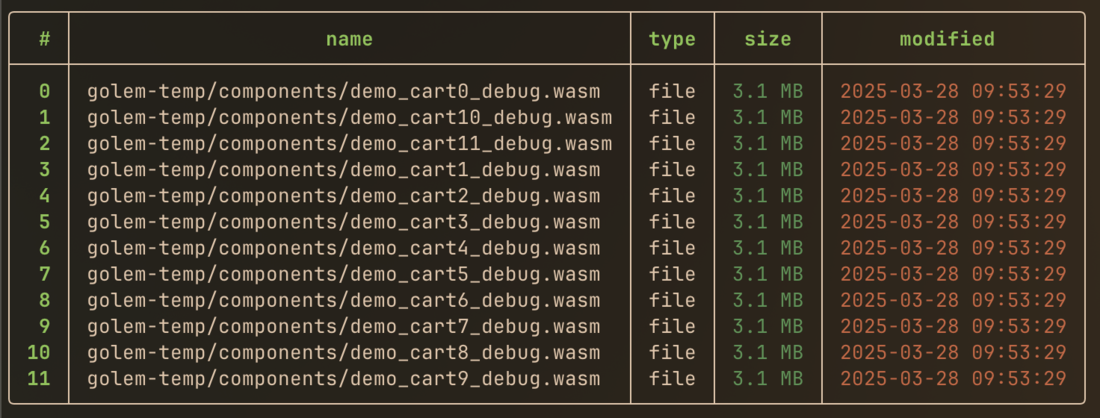 # name type size modified
0 golem-temp/components/demo_cart0_debug.wasm file 3.1 MB 2025-03-28 09:53:29
1 golem-temp/components/demo_cart10_debug.wasm file 3.1 MB 2025-03-28 09:53:29
2 golem-temp/components/demo_cart11_debug.wasm file 3.1 MB 2025-03-28 09:53:29
3 golem-temp/components/demo_cart1_debug.wasm file 3.1 MB 2025-03-28 09:53:29
4 golem-temp/components/demo_cart2_debug.wasm file 3.1 MB 2025-03-28 09:53:29
5 golem-temp/components/demo_cart3_debug.wasm file 3.1 MB 2025-03-28 09:53:29
6 golem-temp/components/demo_cart4_debug.wasm file 3.1 MB 2025-03-28 09:53:29
7 golem-temp/components/demo_cart5_debug.wasm file 3.1 MB 2025-03-28 09:53:29
8 golem-temp/components/demo_cart6_debug.wasm file 3.1 MB 2025-03-28 09:53:29
9 golem-temp/components/demo_cart7_debug.wasm file 3.1 MB 2025-03-28 09:53:29
10 golem-temp/components/demo_cart8_debug.wasm file 3.1 MB 2025-03-28 09:53:29
11 golem-temp/components/demo_cart9_debug.wasm file 3.1 MB 2025-03-28 09:53:29